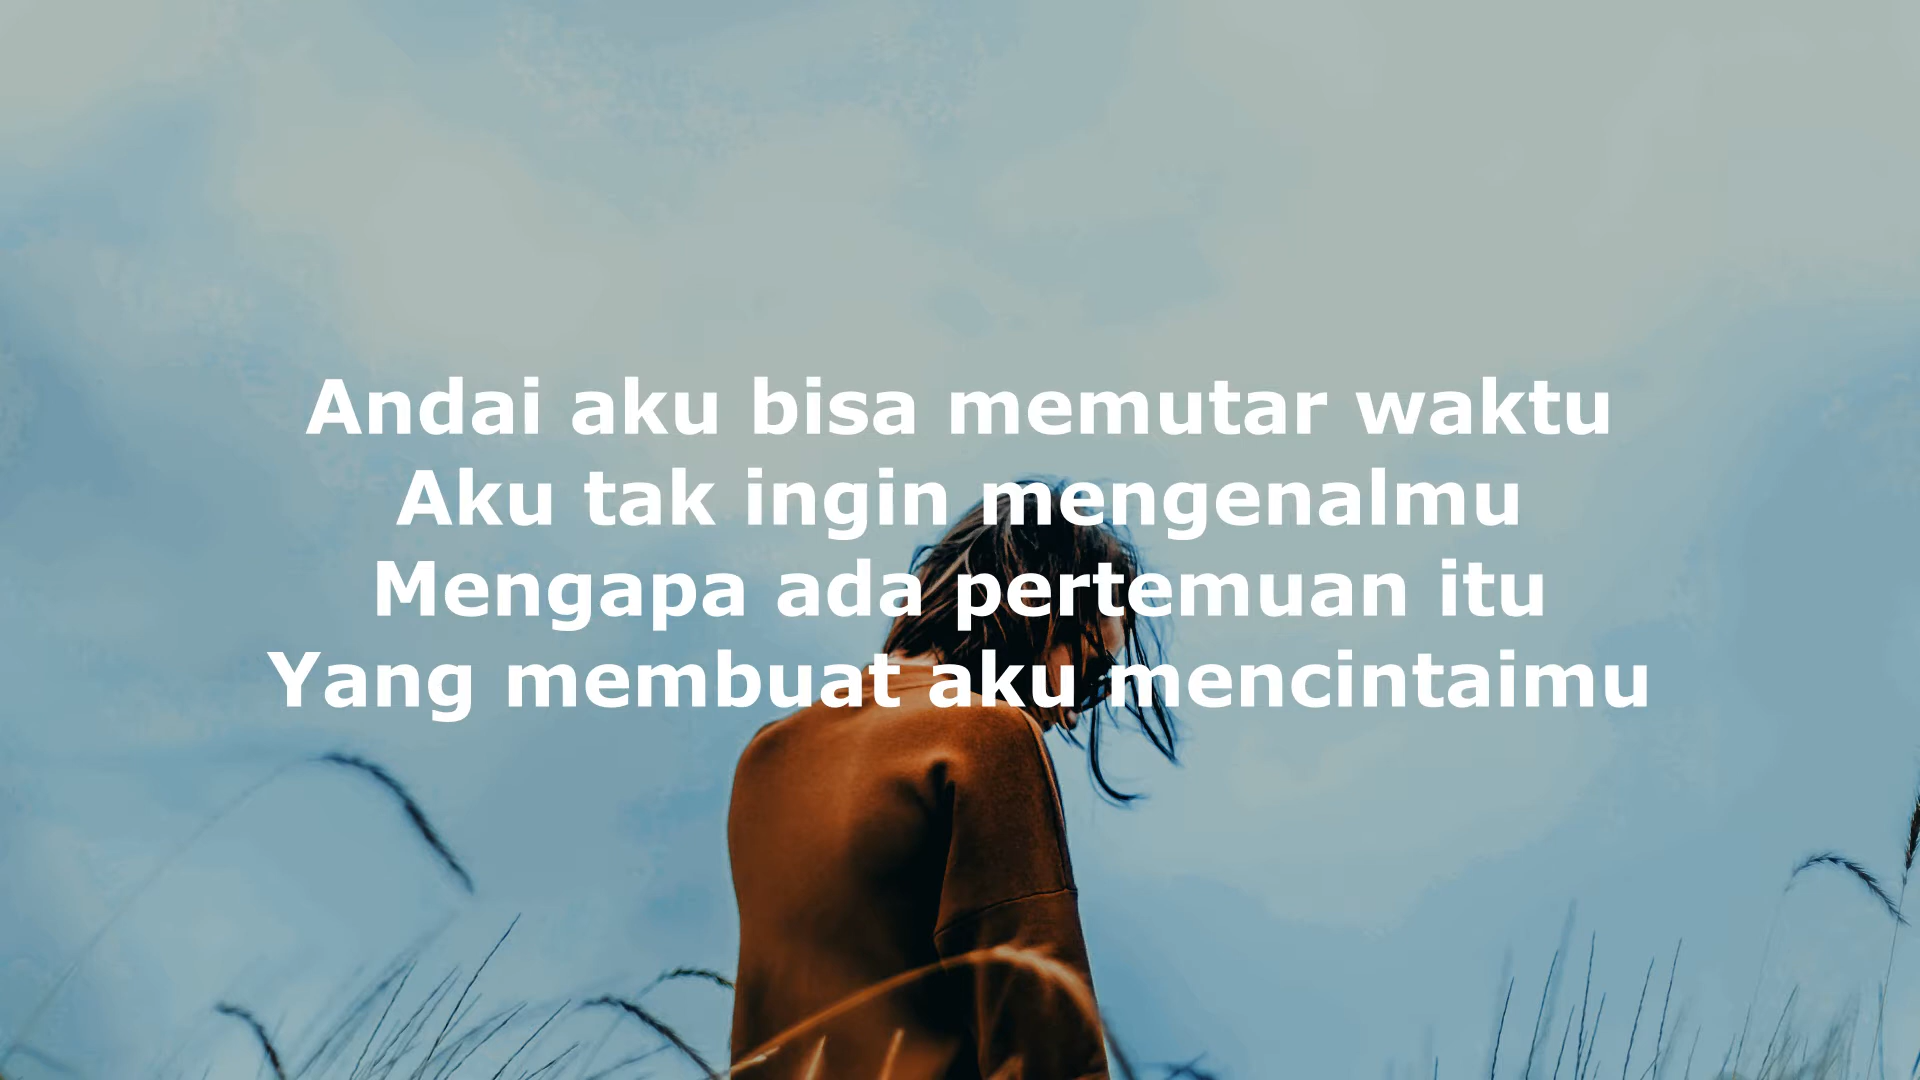 Andai aku bisa memutar waktu
Aku tak ingin mengenalmu
Mengapa ada pertemuan itu
Yang membuat aku mencintaimu